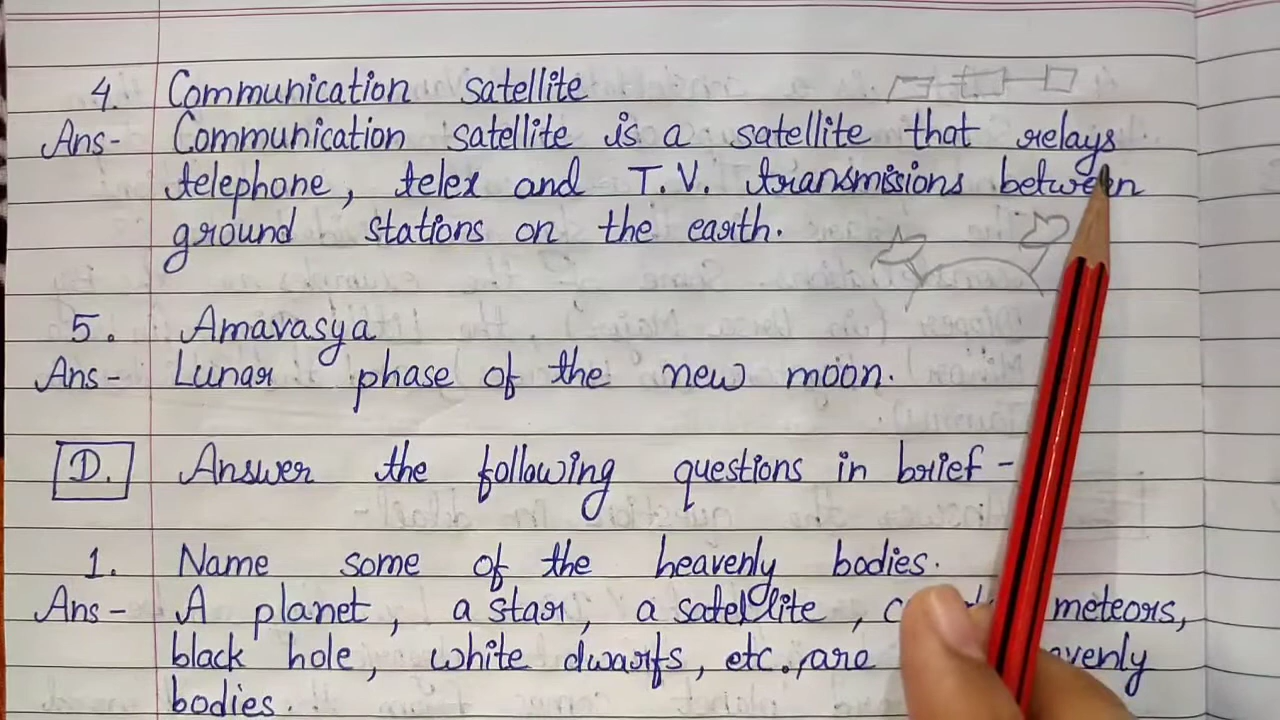 4. Communication satellite
Ans- Communication satellite is a satellite that relays
telephone, telex and T.V. transmissions between
ground stations on the earth.
5. Amavasya
Ans- Lunar phase of the new moon.
D. Answer the following questions in brief-
1. Name some of the heavenly bodies.
Ans- A planet, a star, a satellite, meteors,
black hole, white dwarfs, etc. are
bodies.